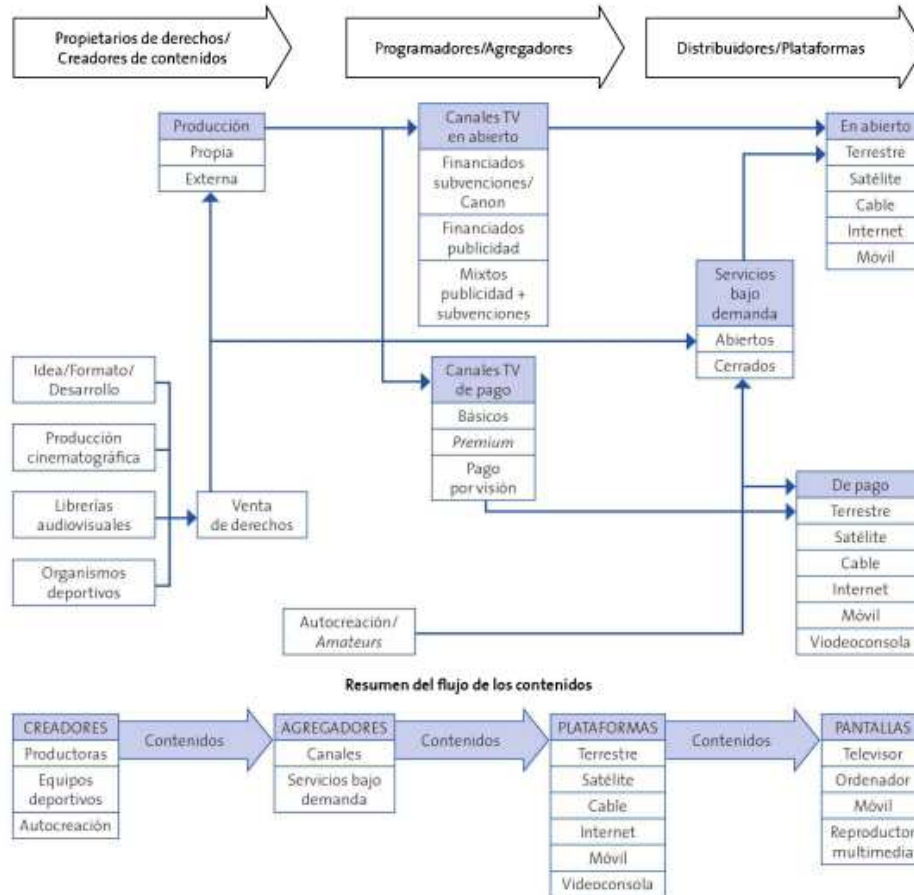 Propietarios de derechos/
Creadores de contenidos
Programadores/Agregadores
Distribuidores/Plataformas
Producción
Propia
Externa
Canales TV
en abierto
Financiados
subvenciones/
Canon
Financiados
publicidad
Mixtos
publicidad +
subvenciones
En abierto
Terrestre
Satélite
Cable
Internet
Móvil
Servicios
bajo
demanda
Abiertos
Cerrados
Idea/Formato/
Desarrollo
Producción
cinematográfica
Librerías
audiovisuales
Organismos
deportivos
Venta
de derechos
Canales TV
de pago
Básicos
Premium
Pago
por visión
De pago
Terrestre
Satélite
Cable
Internet
Móvil
Viodeoconsola
Autocreación/
Amateurs
Resumen del flujo de los contenidos
CREADORES
Productoras
Equipos
deportivos
Autocreación
Contenidos
AGREGADORES
Canales
Servicios bajo
demanda
Contenidos
PLATAFORMAS
Terrestre
Satélite
Cable
Internet
Móvil
Videoconsola
Contenidos
PANTALLAS
Televisor
Ordenador
Móvil
Reproductor
multimedia